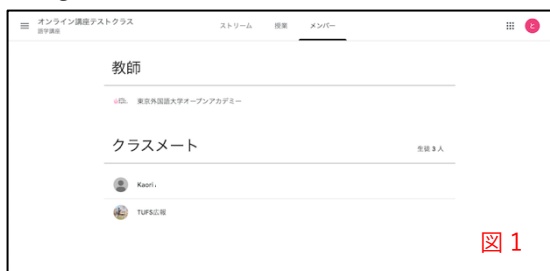 オンライン講座テストクラス
語学講座
ストリーム 授業 メンバー
と
教師
東京外国語大学オープンアカデミー
クラスメート
生徒 3 人
Kaori,
TUFS広報
図 1